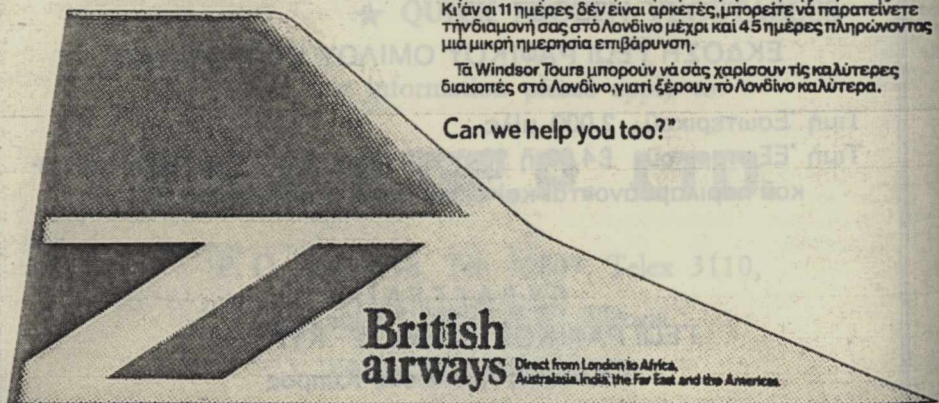 Κι'άν οι 11 ημέρες δέν είναι αρκετές,μπορείτε νά παρατείνετε
τήνδιαμονή σας στό Λονδίνο μέχρι καί 45 ημέρες πληρώνοντας
μιά μικρή ημερησία επιβάρυνση.
Τά Windsor Tours μπορούν νά σάς χαρίσουν τίς καλύτερες
διακοπές στό Λονδίνο,γιατί ξέρουν τό Λονδίνο καλύτερα.
Can we help you too?"
British
airways
Direct from London to Africa,
Australasia, India, the Far East and the Americas.